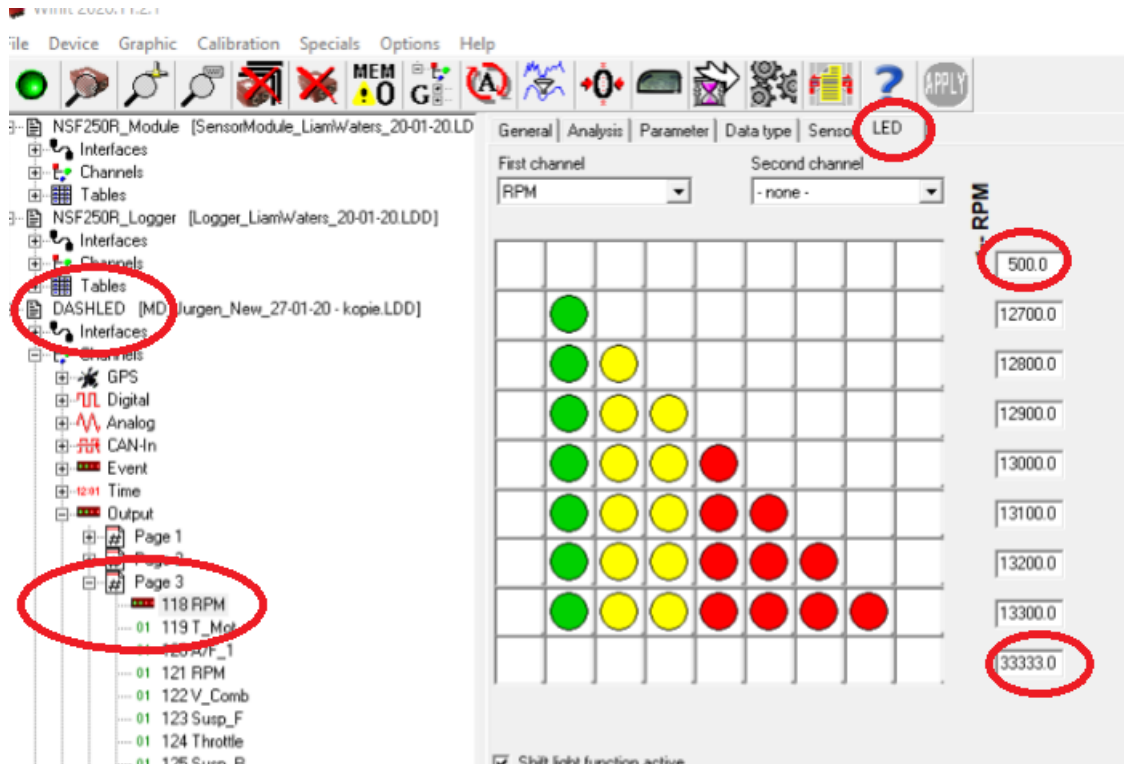 File Device Graphic Calibration Specials Options Help
MEM
0
G
A
0
?
APPLY
NSF250R_Module [SensorModule_LiamWaters_20-01-20.LD
Interfaces
Channels
Tables
NSF250R_Logger [Logger_LiamWaters_20-01-20.LDD]
Interfaces
Channels
Tables
DASHLED [MD Jurgen_New_27-01-20 - kopie.LDD]
Interfaces
Channels
GPS
Digital
Analog
CAN-In
Event
12:01 Time
Output
# Page 1
#
# Page 3
118 RPM
01 119 T_Mot
A/F_1
01 121 RPM
01 122 V_Comb
01 123 Susp_F
01 124 Throttle
General Analysis Parameter Data type Sensor LED
First channel Second channel
RPM - none -
RPM
500.0
12700.0
12800.0
12900.0
13000.0
13100.0
13200.0
13300.0
33333.0
Shift light function active